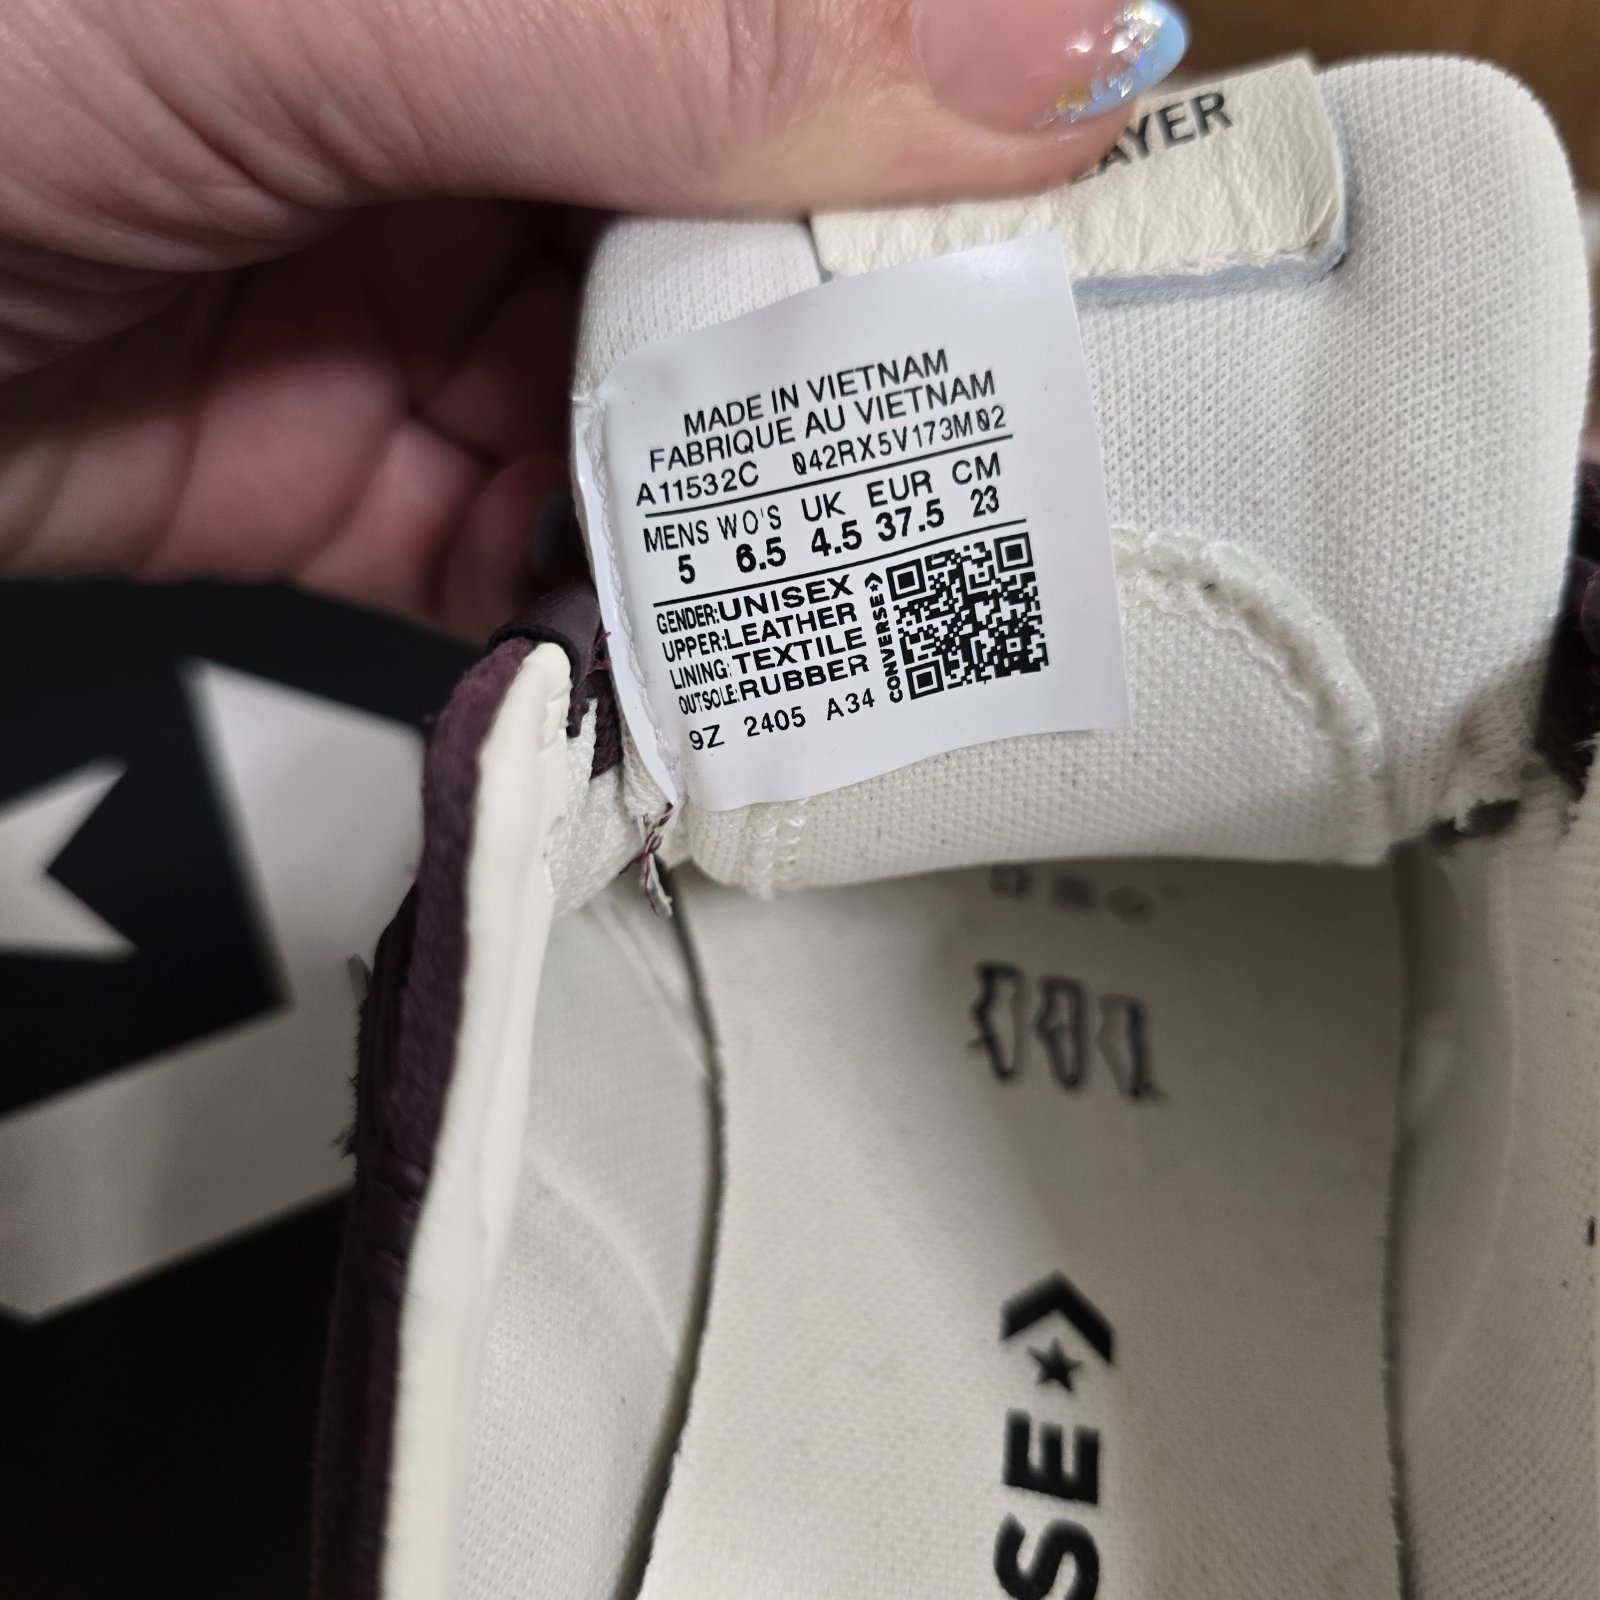 AYER
MADE IN VIETNAM
FABRIQUE AU VIETNAM
A11532C 042RX5V173M02
MENS WO'S UK EUR CM
5 6.5 4.5 37.5 23
GENDER:UNISEX
UPPER:LEATHER
LINING:TEXTILE
OUTSOLE:RUBBER
CONVERSE
9Z 2405 A34
SE